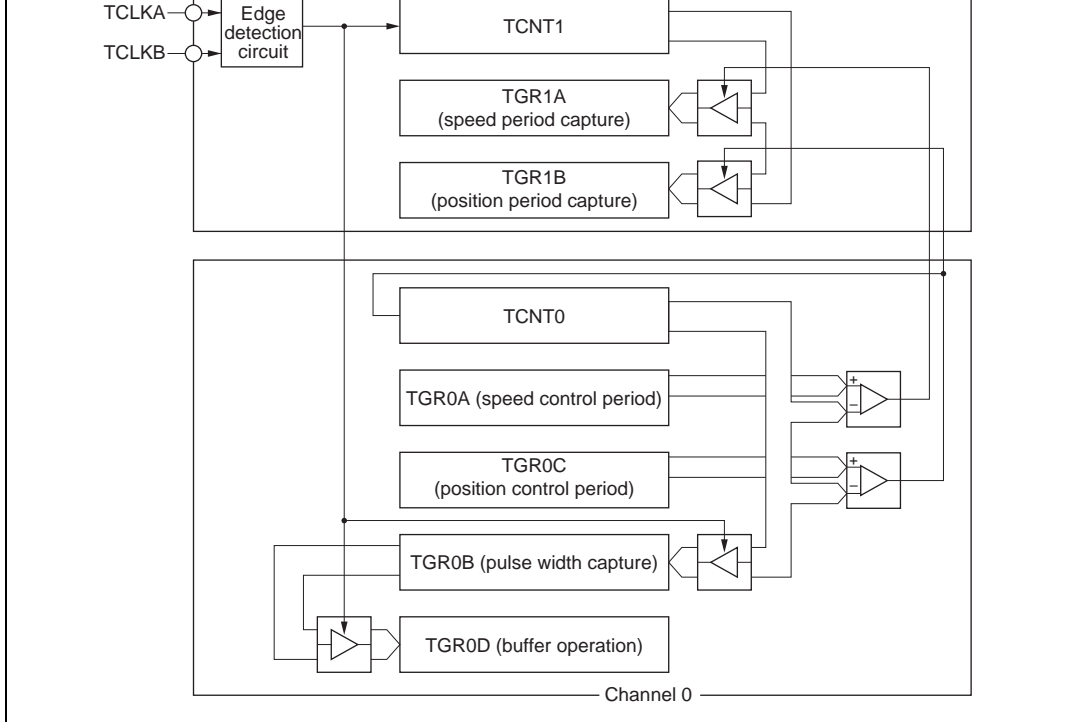 TCLKA
TCLKB
Edge
detection
circuit
TCNT1
TGR1A
(speed period capture)
TGR1B
(position period capture)
TCNT0
TGR0A (speed control period)
+
−
TGR0C
(position control period)
+
−
TGR0B (pulse width capture)
TGR0D (buffer operation)
Channel 0